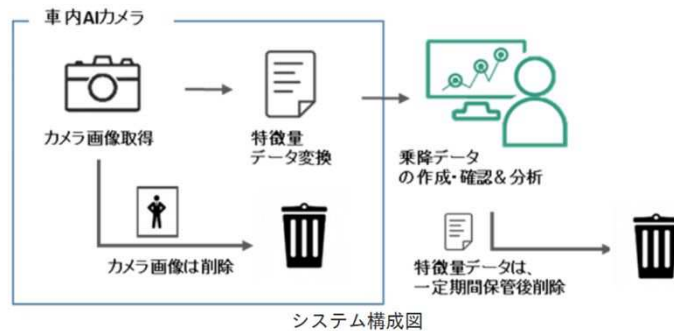 車内AIカメラ
カメラ画像取得
特徴量
データ変換
乗降データ
の作成・確認&分析
カメラ画像は削除
特徴量データは、
一定期間保管後削除
システム構成図